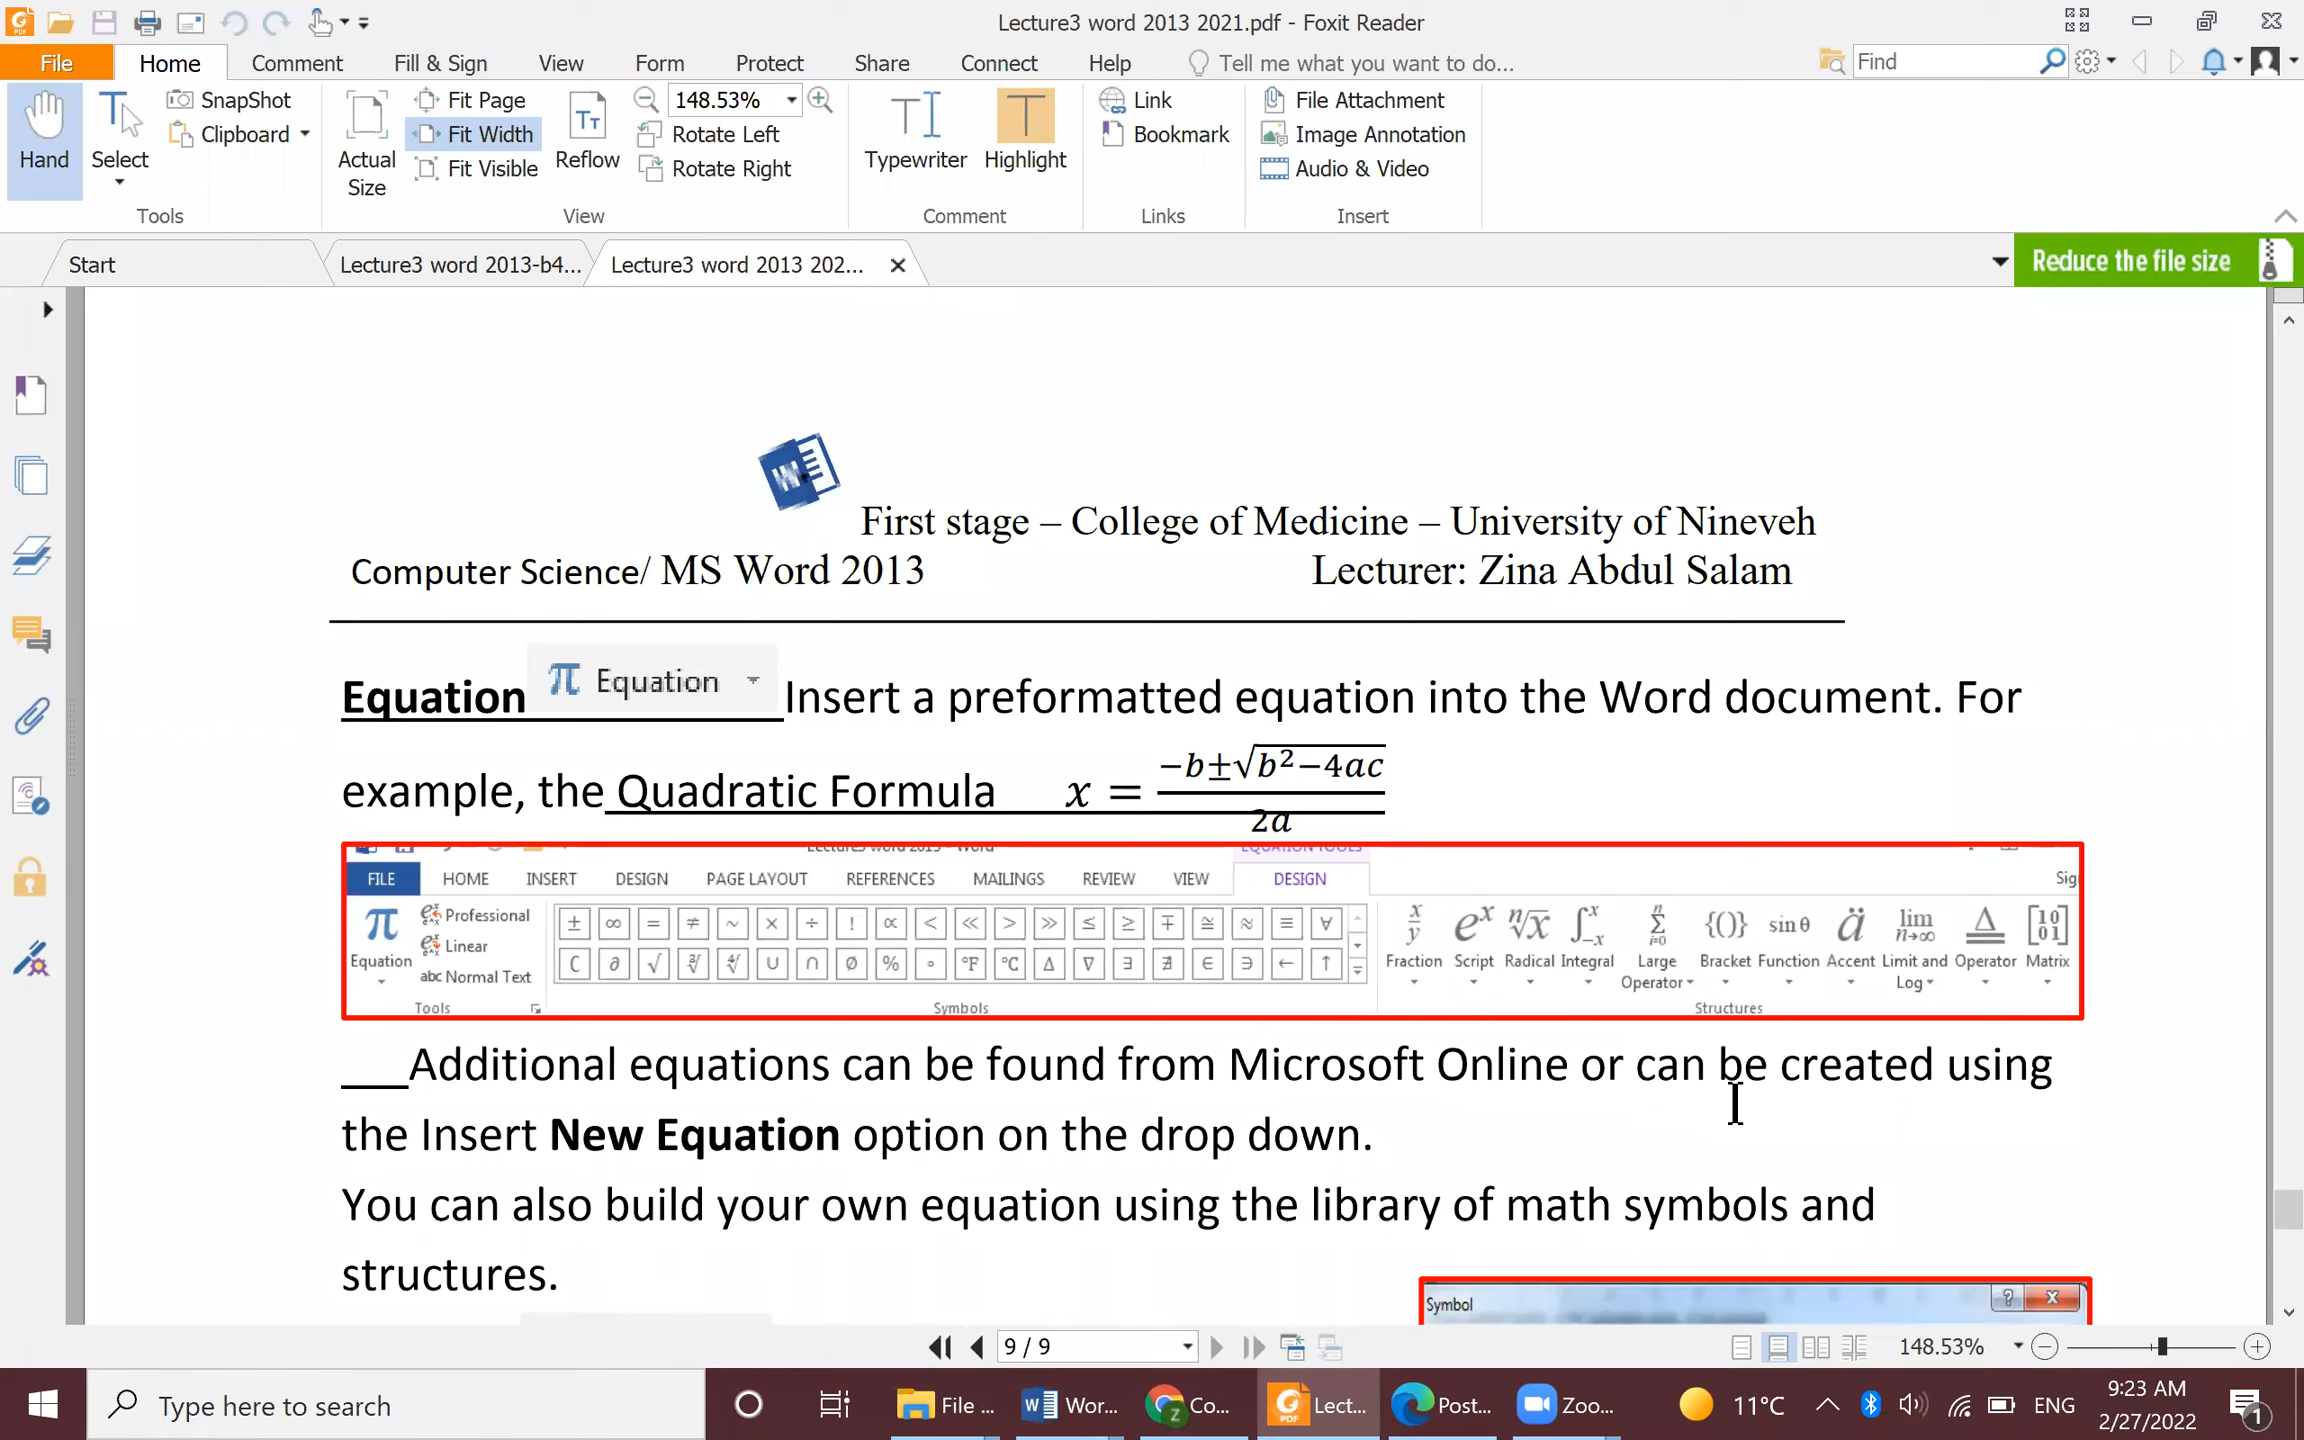 Lecture3 word 2013 2021.pdf - Foxit Reader
File Home Comment Fill & Sign View Form Protect Share Connect Help Tell me what you want to do... Find
Hand Select SnapShot Clipboard
Tools
Actual Size Fit Page Fit Width Fit Visible Reflow 148.53% Rotate Left Rotate Right
View
Typewriter Highlight
Comment
Link Bookmark
Links
File Attachment Image Annotation Audio & Video
Insert
Start Lecture3 word 2013-b4... Lecture3 word 2013 202... Reduce the file size
First stage – College of Medicine – University of Nineveh
Computer Science/ MS Word 2013 Lecturer: Zina Abdul Salam
Equation π Equation Insert a preformatted equation into the Word document. For
example, the Quadratic Formula x = −b±√b²−4ac / 2a
FILE HOME INSERT DESIGN PAGE LAYOUT REFERENCES MAILINGS REVIEW VIEW DESIGN
π Equation Professional Linear Normal Text
± ∞ = ≠ ~ × ÷ ! ∝ < ≪ > ≫ ≤ ≥ ∓ ≅ ≈ ≡ ∀
∁ ∂ √ ∛ ∜ ∪ ∩ ∅ % ° °F °C ∆ ∇ ∃ ∄ ∈ ∋ ← ↑
Fraction Script Radical Integral Large Operator Bracket Function Accent Limit and Log Operator Matrix
Tools Symbols Structures
___Additional equations can be found from Microsoft Online or can be created using
the Insert New Equation option on the drop down.
You can also build your own equation using the library of math symbols and
structures.
Symbol
9 / 9 148.53%
Type here to search File ... Wor... Co... Lect... Post... Zoo... 11°C ENG 9:23 AM
2/27/2022
1